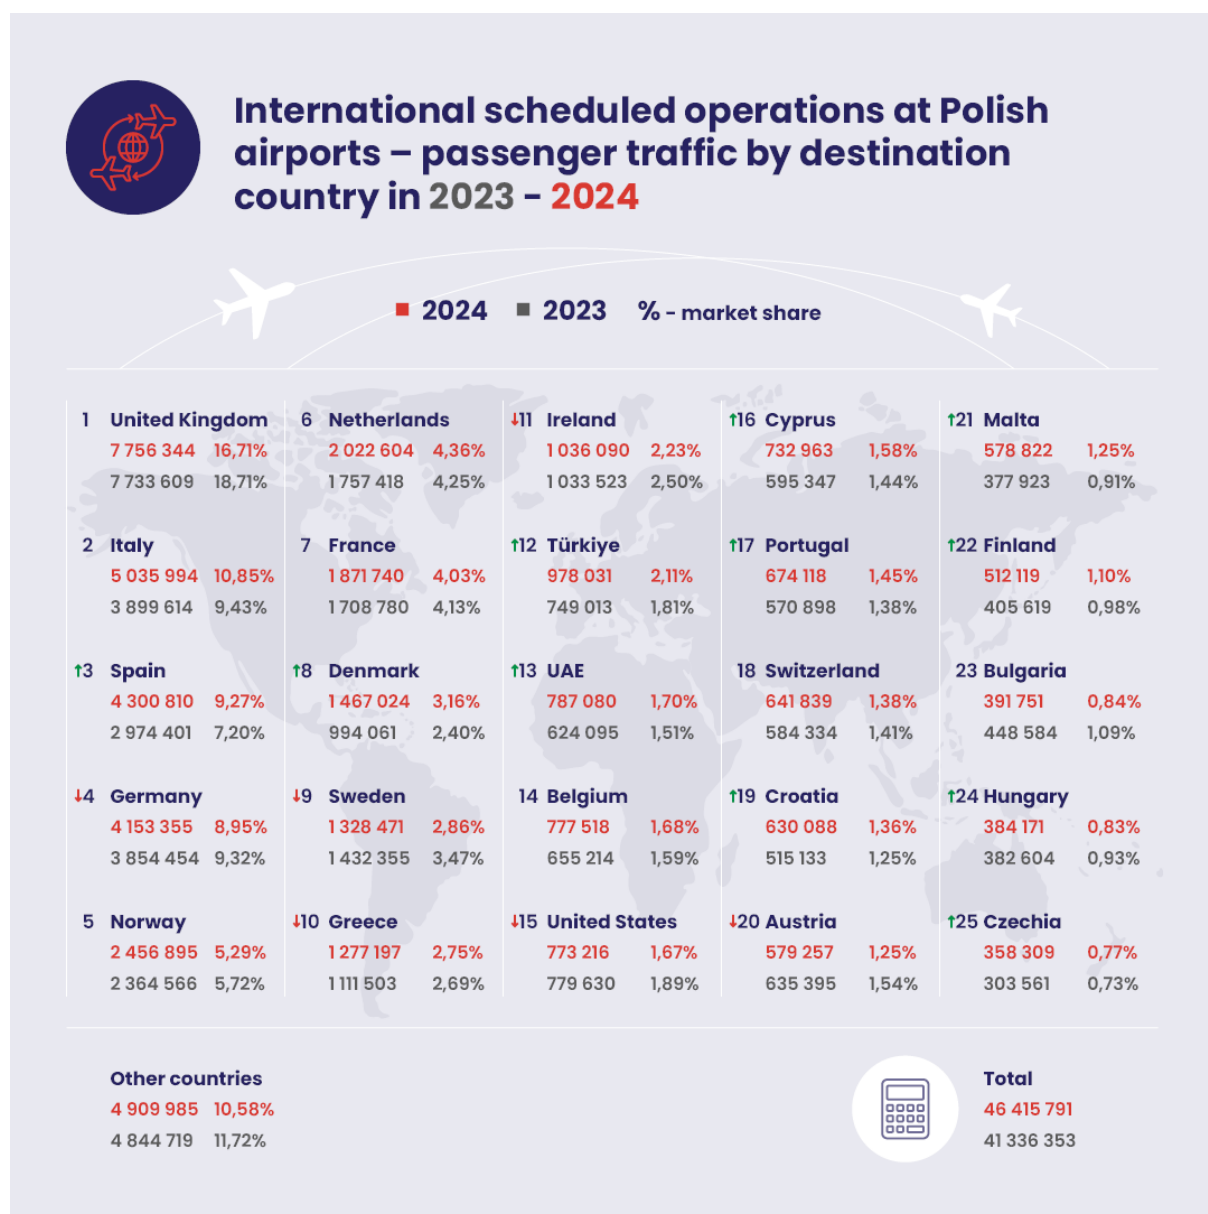 International scheduled operations at Polish
airports – passenger traffic by destination
country in 2023 - 2024
2024 2023 % - market share
1 United Kingdom
7 756 344 16,71%
7 733 609 18,71%
2 Italy
5 035 994 10,85%
3 899 614 9,43%
↑3 Spain
4 300 810 9,27%
2 974 401 7,20%
↓4 Germany
4 153 355 8,95%
3 854 454 9,32%
5 Norway
2 456 895 5,29%
2 364 566 5,72%
6 Netherlands
2 022 604 4,36%
1 757 418 4,25%
7 France
1 871 740 4,03%
1 708 780 4,13%
↑8 Denmark
1 467 024 3,16%
994 061 2,40%
↓9 Sweden
1 328 471 2,86%
1 432 355 3,47%
↓10 Greece
1 277 197 2,75%
1 111 503 2,69%
↓11 Ireland
1 036 090 2,23%
1 033 523 2,50%
↑12 Türkiye
978 031 2,11%
749 013 1,81%
↑13 UAE
787 080 1,70%
624 095 1,51%
14 Belgium
777 518 1,68%
655 214 1,59%
↓15 United States
773 216 1,67%
779 630 1,89%
↑16 Cyprus
732 963 1,58%
595 347 1,44%
↑17 Portugal
674 118 1,45%
570 898 1,38%
18 Switzerland
641 839 1,38%
584 334 1,41%
↑19 Croatia
630 088 1,36%
515 133 1,25%
↓20 Austria
579 257 1,25%
635 395 1,54%
↑21 Malta
578 822 1,25%
377 923 0,91%
↑22 Finland
512 119 1,10%
405 619 0,98%
23 Bulgaria
391 751 0,84%
448 584 1,09%
↑24 Hungary
384 171 0,83%
382 604 0,93%
↑25 Czechia
358 309 0,77%
303 561 0,73%
Other countries
4 909 985 10,58%
4 844 719 11,72%
Total
46 415 791
41 336 353